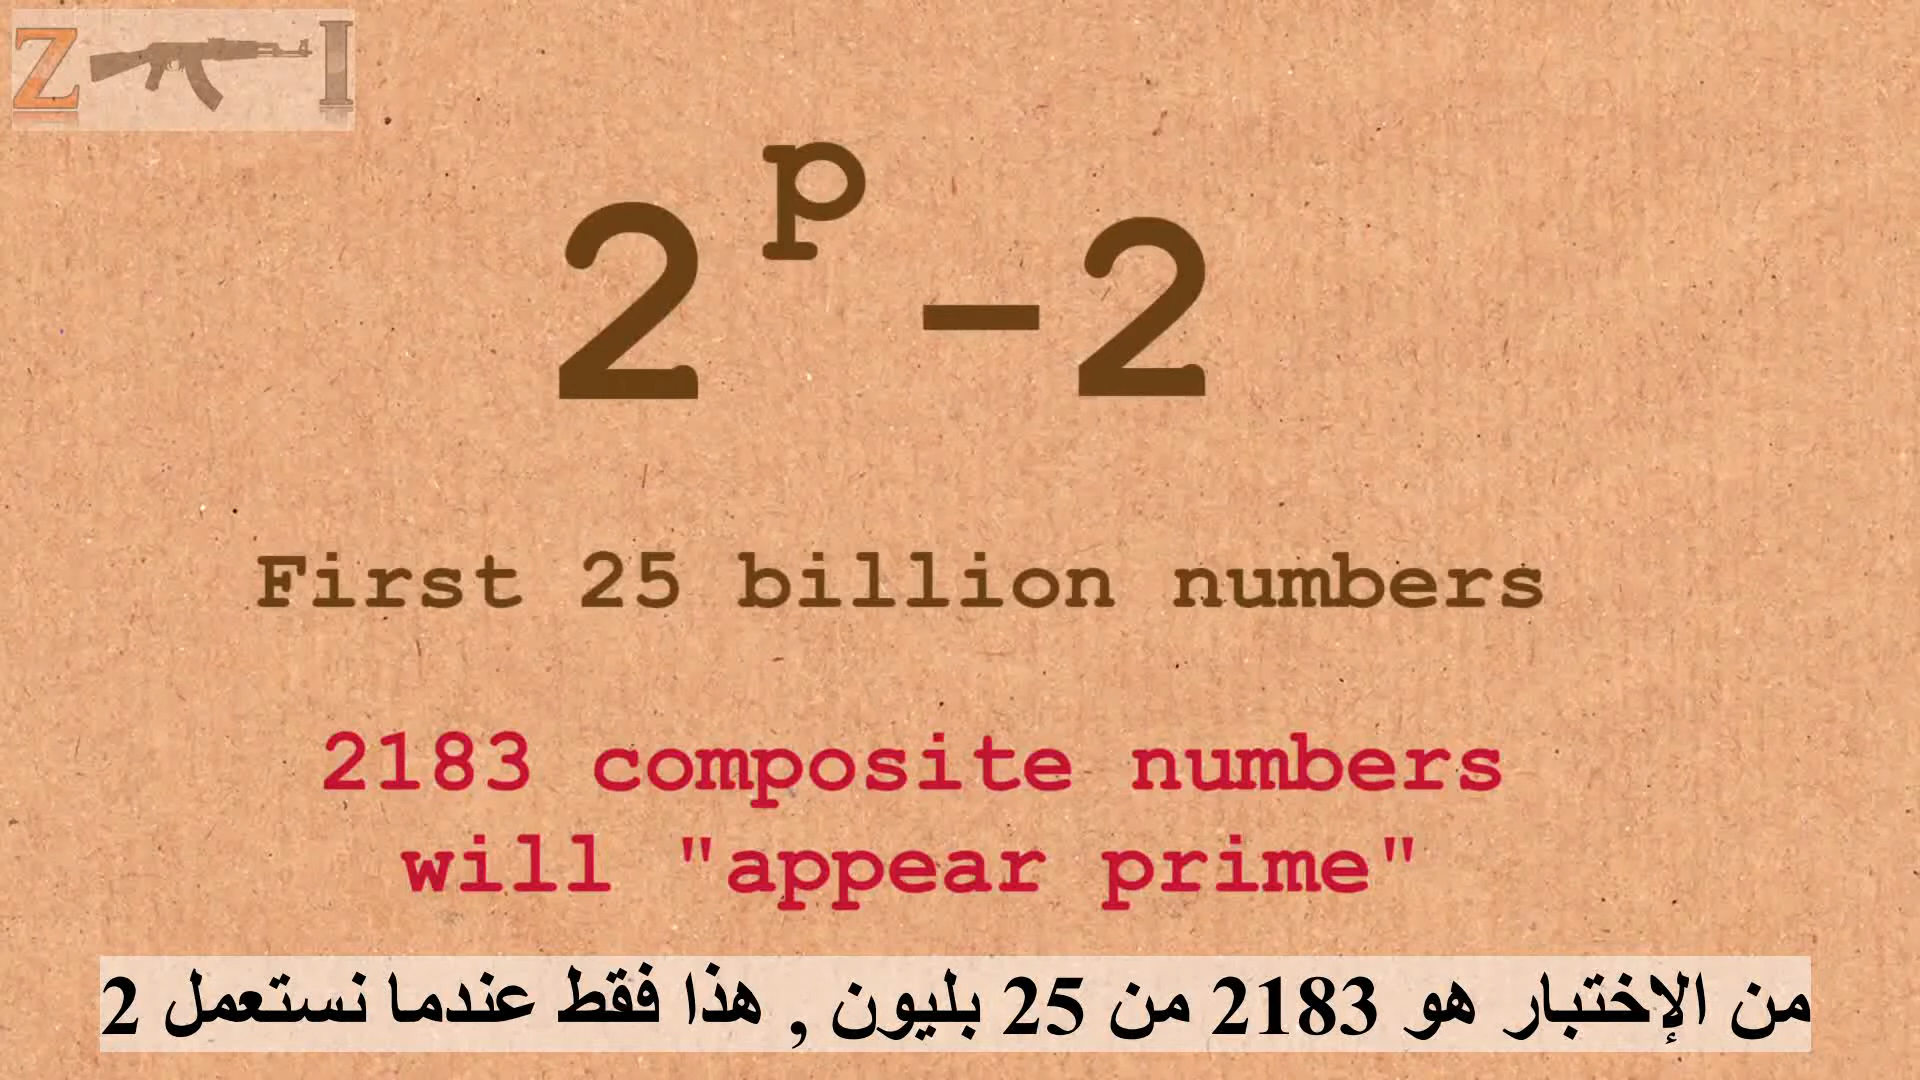 Z I
2^p - 2
First 25 billion numbers
2183 composite numbers
will "appear prime"
من الإختبار هو 2183 من 25 بليون , هذا فقط عندما نستعمل 2